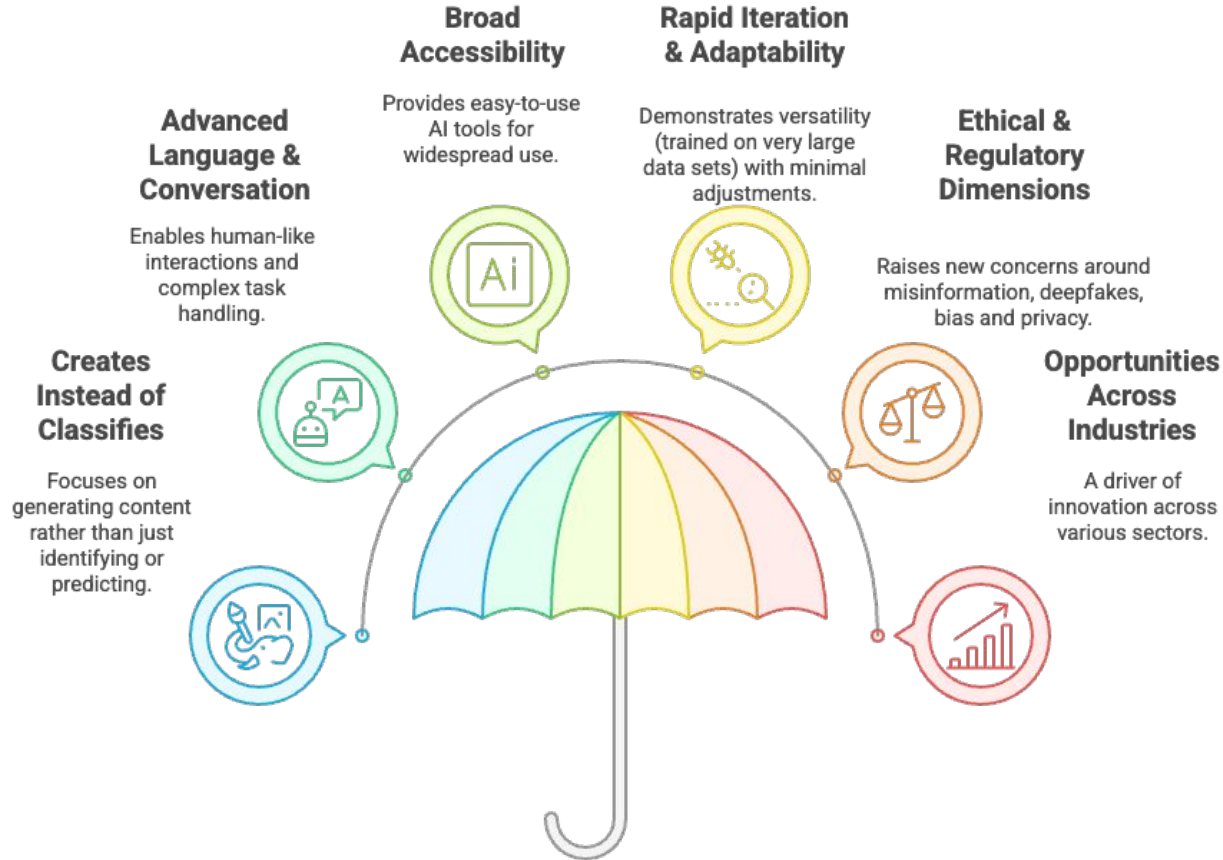 Creates
Instead of
Classifies
Focuses on
generating content
rather than just
identifying or
predicting.
Advanced
Language &
Conversation
Enables human-like
interactions and
complex task
handling.
A
Broad
Accessibility
Provides easy-to-use
AI tools for
widespread use.
Ai
Rapid Iteration
& Adaptability
Demonstrates versatility
(trained on very large
data sets) with minimal
adjustments.
Ethical &
Regulatory
Dimensions
Raises new concerns around
misinformation, deepfakes,
bias and privacy.
Opportunities
Across
Industries
A driver of
innovation across
various sectors.